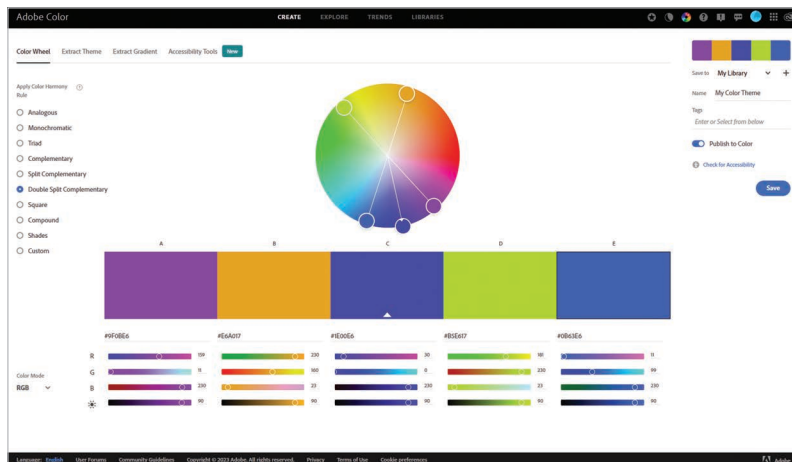 Adobe Color
CREATE EXPLORE TRENDS LIBRARIES
Color Wheel Extract Theme Extract Gradient Accessibility Tools New
Apply Color Harmony
Rule
Analogous
Monochromatic
Triad
Complementary
Split Complementary
Double Split Complementary
Square
Compound
Shades
Custom
Save to My Library
Name My Color Theme
Tags
Enter or Select from below
Publish to Color
Check for Accessibility
Save
A B C D E
#9F0BE6 #E6A017 #1E00E6 #B5E617 #0B63E6
R 159 230 30 181 11
G 11 160 0 230 99
B 230 23 230 23 230
90 90 90 90 90
Color Mode
RGB
Language: English User Forums Community Guidelines Copyright © 2023 Adobe. All rights reserved. Privacy Terms of Use Cookie preferences
Adobe